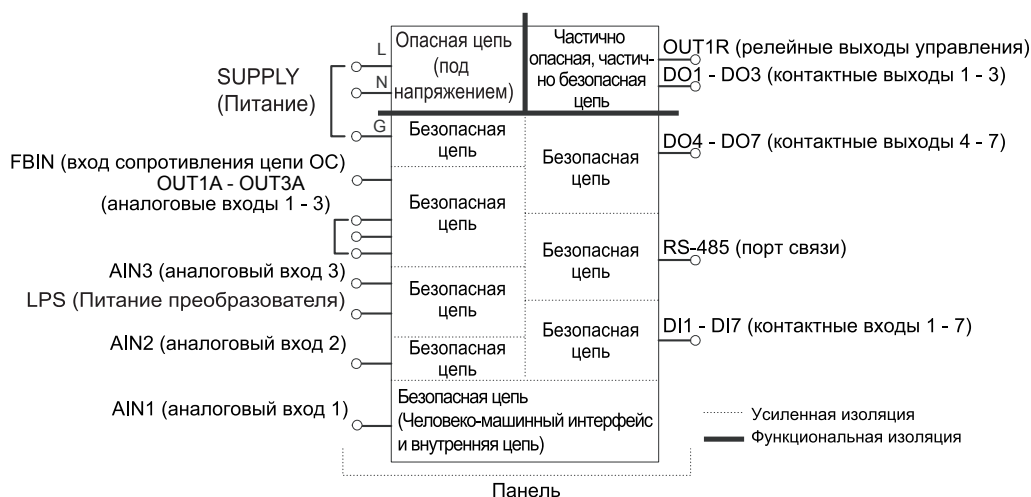 SUPPLY
(Питание)
L
N
G
FBIN (вход сопротивления цепи ОС)
OUT1A - OUT3A
(аналоговые входы 1 - 3)
AIN3 (аналоговый вход 3)
LPS (Питание преобразователя)
AIN2 (аналоговый вход 2)
AIN1 (аналоговый вход 1)
Опасная цепь
(под
напряжением)
Безопасная
цепь
Безопасная
цепь
Безопасная
цепь
Безопасная
цепь
Безопасная цепь
(Человеко-машинный интерфейс
и внутренняя цепь)
Частично
опасная, частич-
но безопасная
цепь
Безопасная
цепь
Безопасная
цепь
Безопасная
цепь
OUT1R (релейные выходы управления)
DO1 - DO3 (контактные выходы 1 - 3)
DO4 - DO7 (контактные выходы 4 - 7)
RS-485 (порт связи)
DI1 - DI7 (контактные входы 1 - 7)
Усиленная изоляция
Функциональная изоляция
Панель